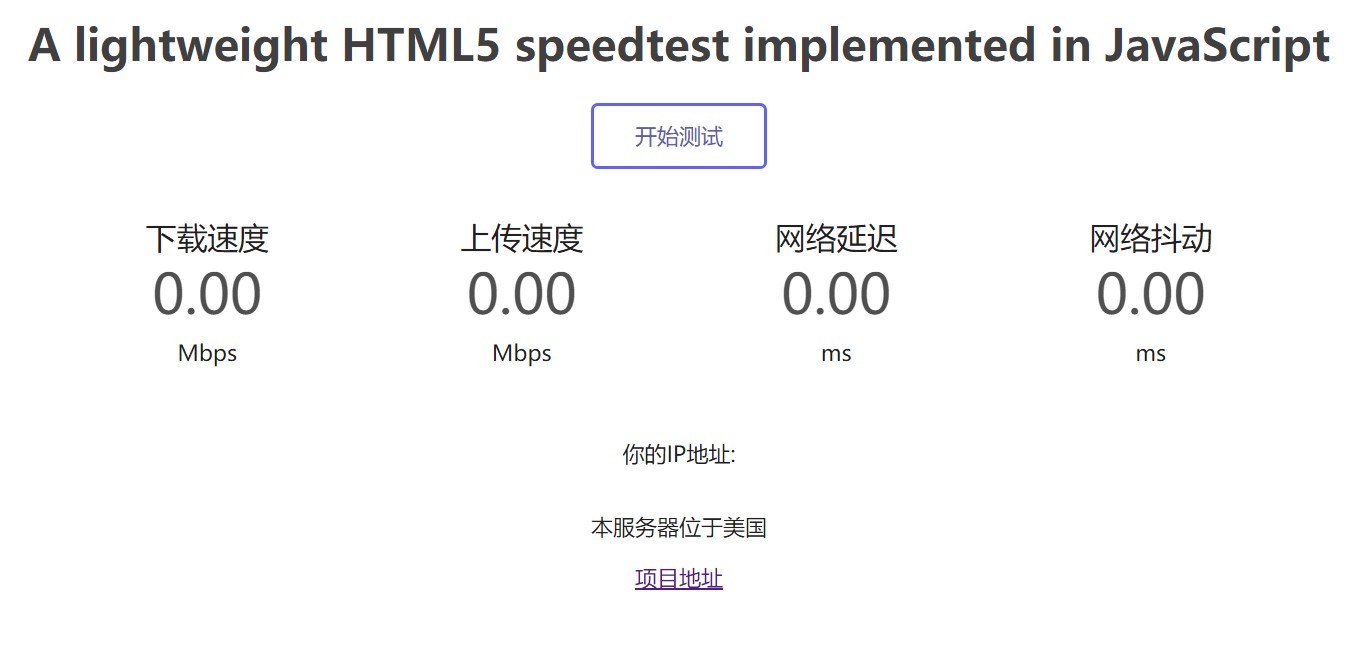 A lightweight HTML5 speedtest implemented in JavaScript
开始测试
下载速度 上传速度 网络延迟 网络抖动
0.00 0.00 0.00 0.00
Mbps Mbps ms ms
你的IP地址:
本服务器位于美国
项目地址